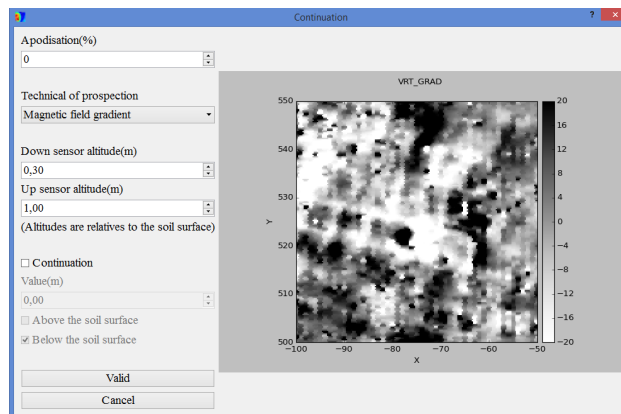 Continuation
?
×
Apodisation(%)
0
Technical of prospection
Magnetic field gradient
Down sensor altitude(m)
0,30
Up sensor altitude(m)
1,00
(Altitudes are relatives to the soil surface)
Continuation
Value(m)
0,00
Above the soil surface
Below the soil surface
Valid
Cancel
VRT_GRAD
550
540
530
520
510
500
Y
−100
−90
−80
−70
−60
−50
X
20
16
12
8
4
0
−4
−8
−12
−16
−20